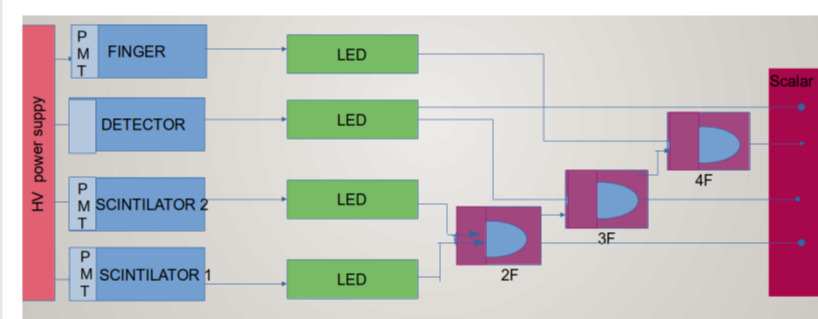 HV power suppy
P
M
T
FINGER
LED
DETECTOR
LED
P
M
T
SCINTILATOR 2
LED
P
M
T
SCINTILATOR 1
LED
2F
3F
4F
Scalar